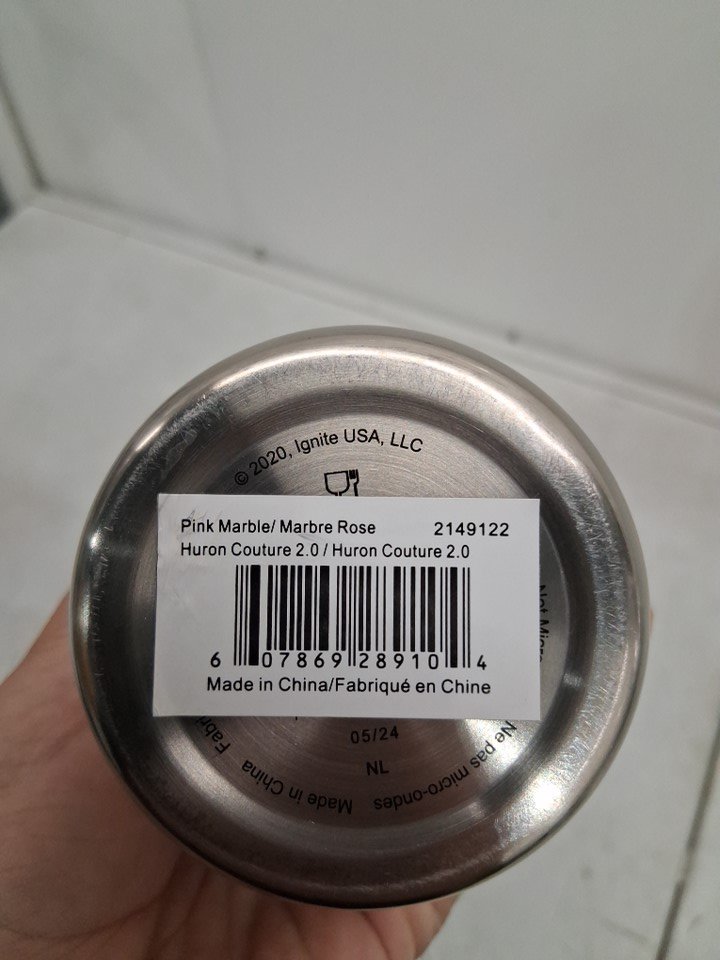 © 2020, Ignite USA, LLC
Pink Marble/ Marbre Rose 2149122
Huron Couture 2.0 / Huron Couture 2.0
6 07869 28910 4
Made in China/Fabriqué en Chine
05/24
NL
Ne pas micro-ondes
Made in China